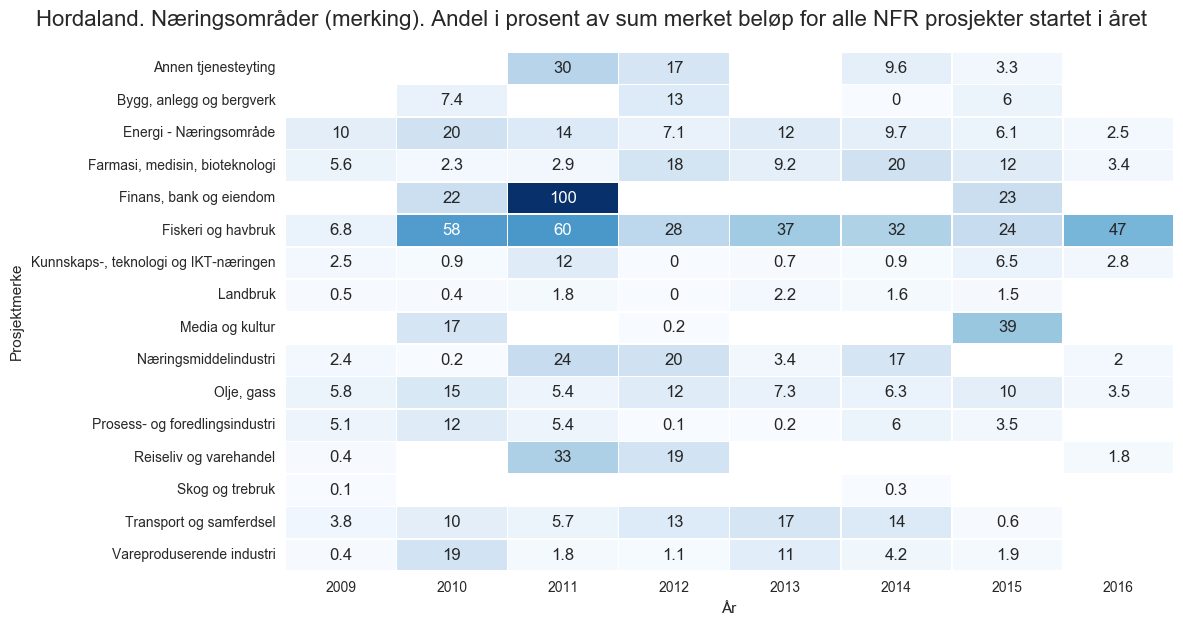 Hordaland. Næringsområder (merking). Andel i prosent av sum merket beløp for alle NFR prosjekter startet i året
Prosjektmerke
Annen tjenesteyting 30 17 9.6 3.3
Bygg, anlegg og bergverk 7.4 13 0 6
Energi - Næringsområde 10 20 14 7.1 12 9.7 6.1 2.5
Farmasi, medisin, bioteknologi 5.6 2.3 2.9 18 9.2 20 12 3.4
Finans, bank og eiendom 22 100 23
Fiskeri og havbruk 6.8 58 60 28 37 32 24 47
Kunnskaps-, teknologi og IKT-næringen 2.5 0.9 12 0 0.7 0.9 6.5 2.8
Landbruk 0.5 0.4 1.8 0 2.2 1.6 1.5
Media og kultur 17 0.2 39
Næringsmiddelindustri 2.4 0.2 24 20 3.4 17 2
Olje, gass 5.8 15 5.4 12 7.3 6.3 10 3.5
Prosess- og foredlingsindustri 5.1 12 5.4 0.1 0.2 6 3.5
Reiseliv og varehandel 0.4 33 19 1.8
Skog og trebruk 0.1 0.3
Transport og samferdsel 3.8 10 5.7 13 17 14 0.6
Vareproduserende industri 0.4 19 1.8 1.1 11 4.2 1.9
2009 2010 2011 2012 2013 2014 2015 2016
År